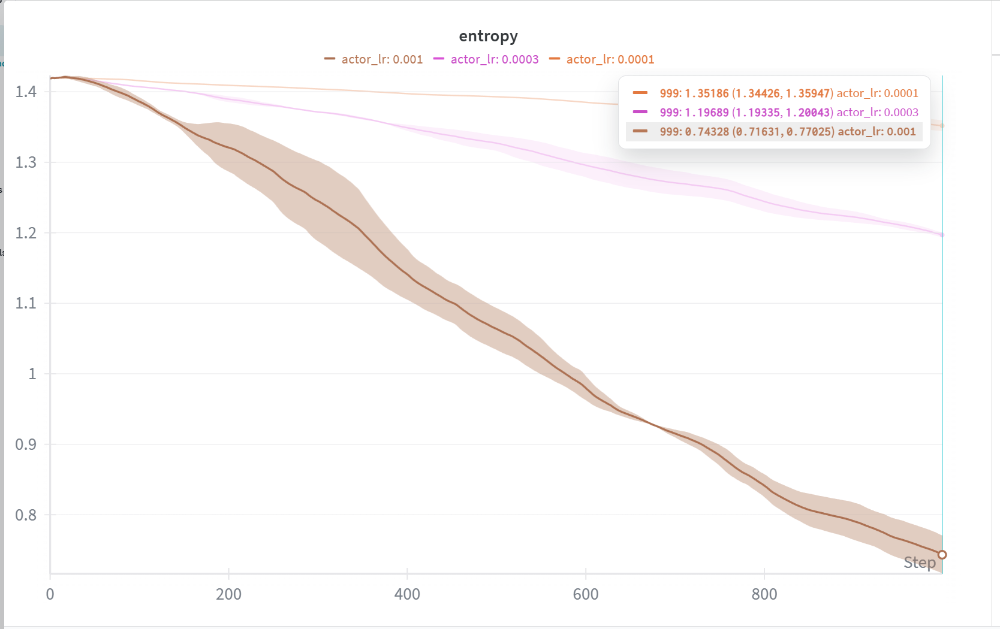 entropy
actor_lr: 0.001 actor_lr: 0.0003 actor_lr: 0.0001
999: 1.35186 (1.34426, 1.35947) actor_lr: 0.0001
999: 1.19689 (1.19335, 1.20043) actor_lr: 0.0003
999: 0.74328 (0.71631, 0.77025) actor_lr: 0.001
1.4
1.3
1.2
1.1
1
0.9
0.8
Step
0 200 400 600 800